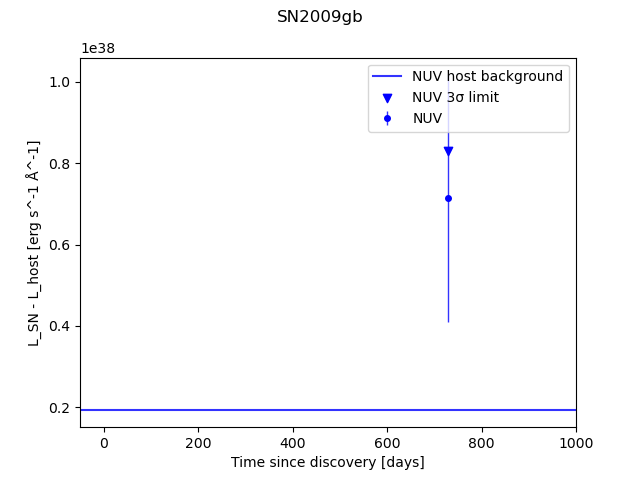 SN2009gb
1e38
NUV host background
NUV 3σ limit
NUV
1.0
0.8
0.6
0.4
0.2
L_SN - L_host [erg s^-1 Å^-1]
0 200 400 600 800 1000
Time since discovery [days]